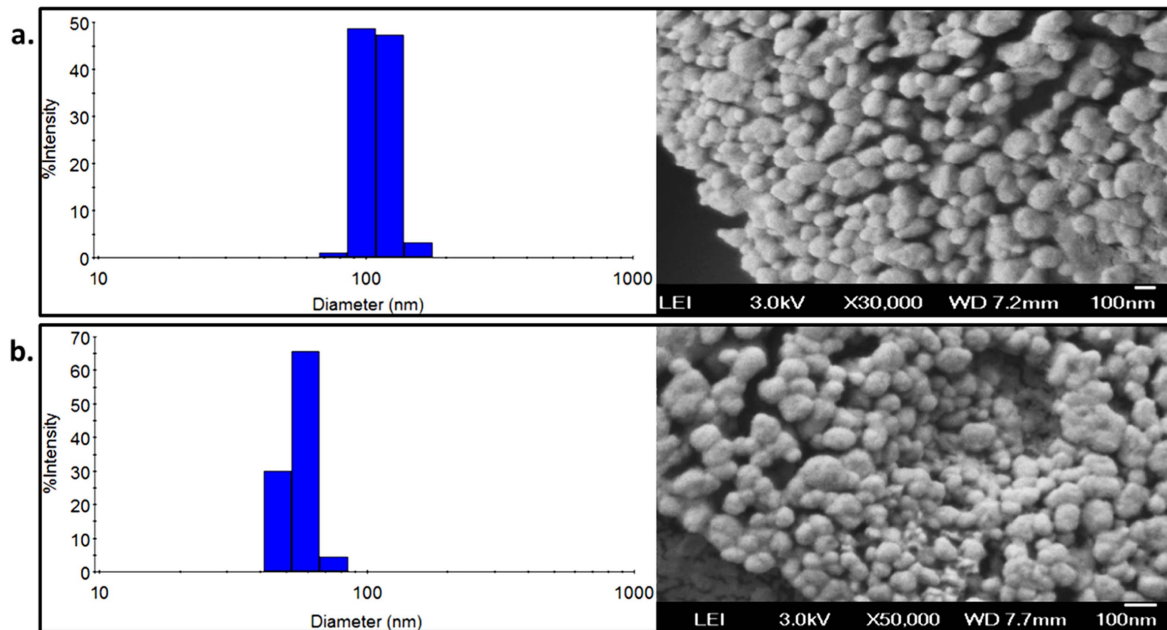 a.
50
40
30
20
10
0
%Intensity
10 100 1000
Diameter (nm)
LEI 3.0kV X30,000 WD 7.2mm 100nm
b.
70
60
50
40
30
20
10
0
%Intensity
10 100 1000
Diameter (nm)
LEI 3.0kV X50,000 WD 7.7mm 100nm